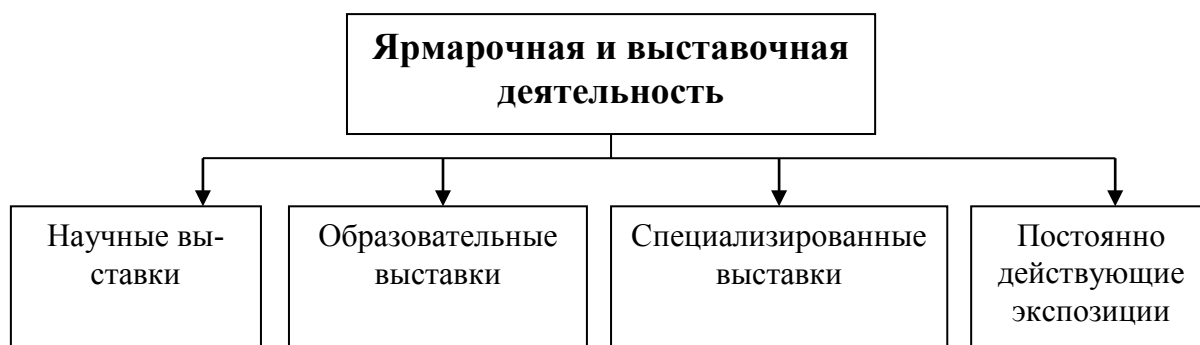 Ярмарочная и выставочная
деятельность
Научные вы-
ставки
Образовательные
выставки
Специализированные
выставки
Постоянно
действующие
экспозиции